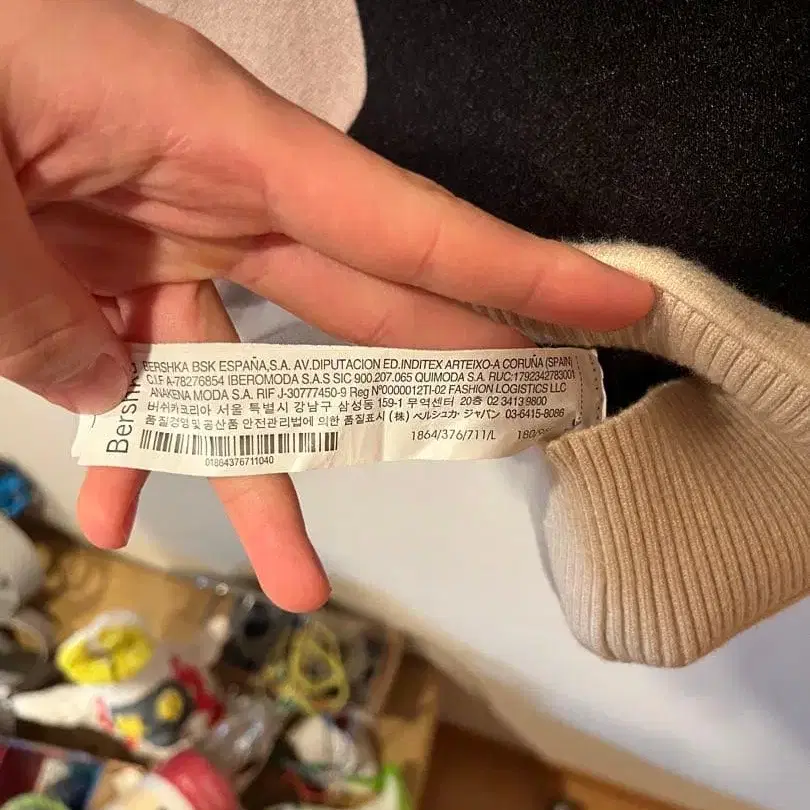 Bershka
BERSHKA BSK ESPAÑA,S.A. AV.DIPUTACION ED.INDITEX ARTEIXO-A CORUÑA (SPAIN)
C.I.F A-78276854 IBEROMODA S.A.S SIC 900.207.065 QUIMODA S.A. RUC:1792342783001
ANAKENA MODA S.A. RIF J-30777450-9 Reg Nº0000012TI-02 FASHION LOGISTICS LLC
버쉬카코리아 서울 특별시 강남구 삼성동 159-1 무역센터 20층 02 3413 9800
품질경영및공산품 안전관리법에 의한 품질표시 (株) ベルシュカ・ジャパン 03-6415-8086
1864/376/711/L 180/
01864376711040